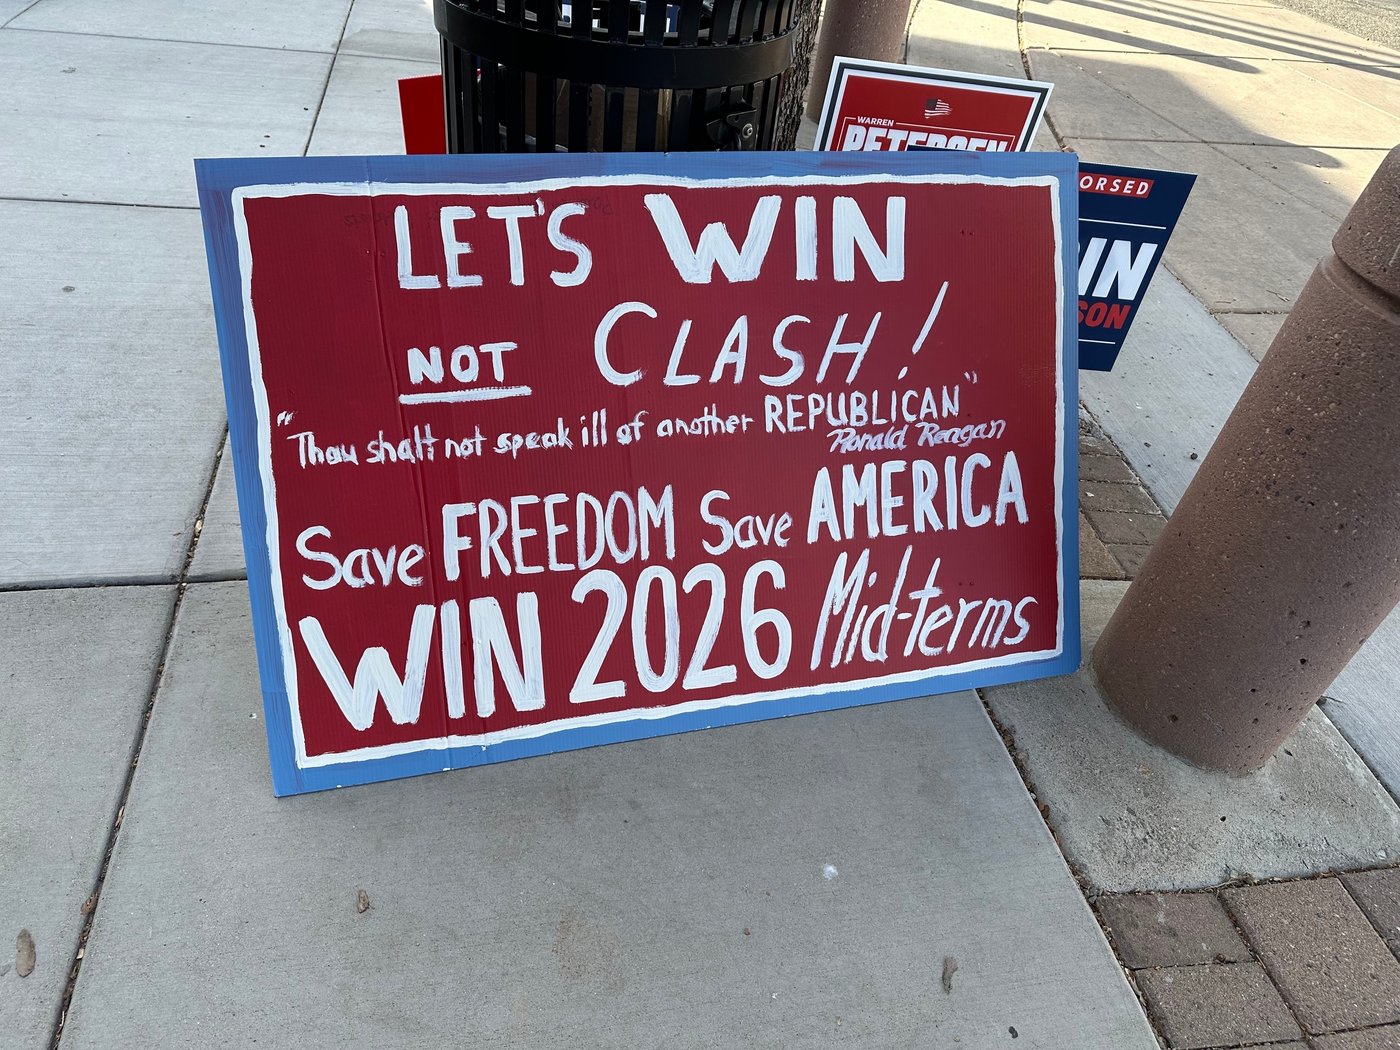 LET'S WIN
NOT CLASH!
"Thou shalt not speak ill of another REPUBLICAN"
Ronald Reagan
Save FREEDOM Save AMERICA
WIN 2026 Mid-terms
WARREN
PETERSEN
ORSED
IN
SON